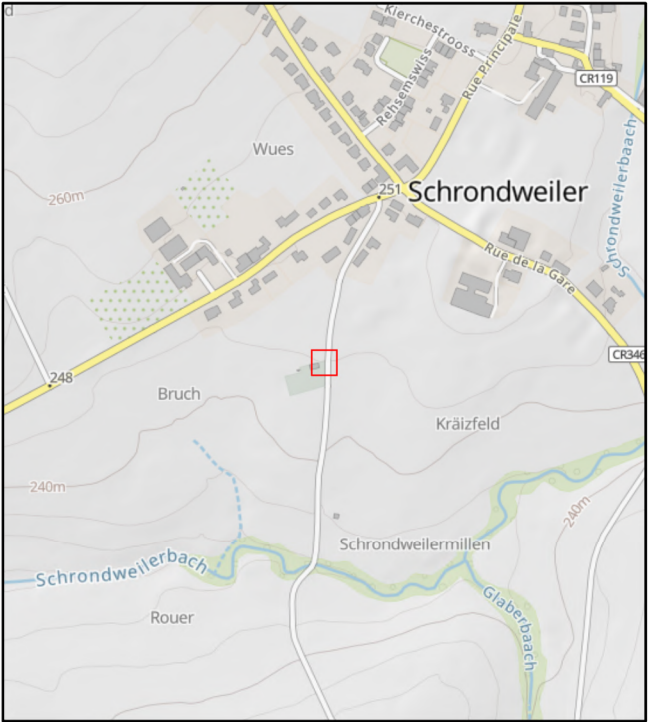 d
Kierchestrooss
Rue Principale
Rehsemswiss
CR119
Wues
260m
251
Schrondweiler
Schrondweilerbaach
Rue de la Gare
CR346
248
Bruch
Kräizfeld
240m
240m
Schrondweilermillen
Schrondweilerbach
Glaberbaach
Rouer